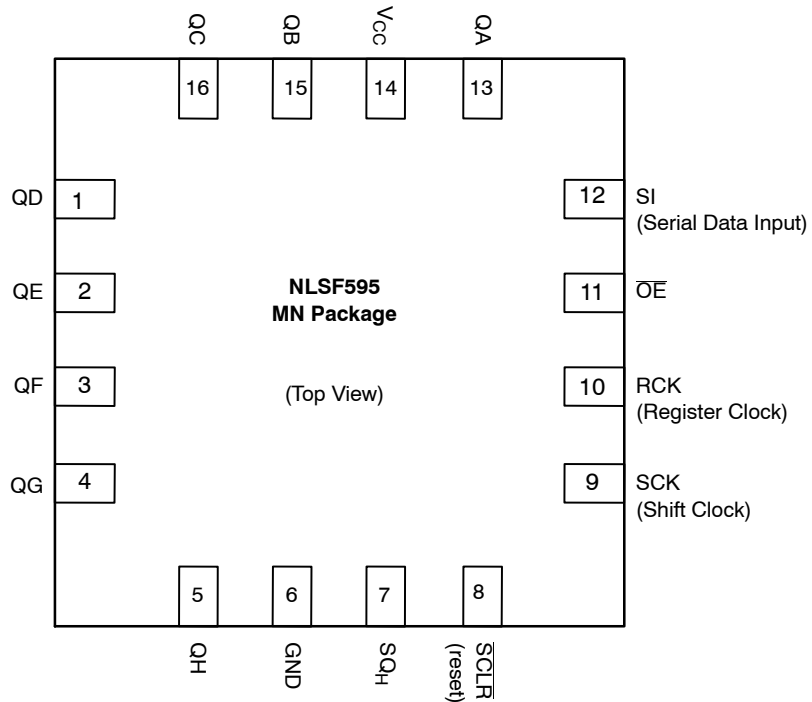 QC QB VCC QA
16 15 14 13
QD 1 12 SI
(Serial Data Input)
QE 2 11 O̅E̅
NLSF595
MN Package
QF 3 10 RCK
(Register Clock)
(Top View)
QG 4 9 SCK
(Shift Clock)
5 6 7 8
QH GND SQH S̅C̅L̅R̅
(reset)